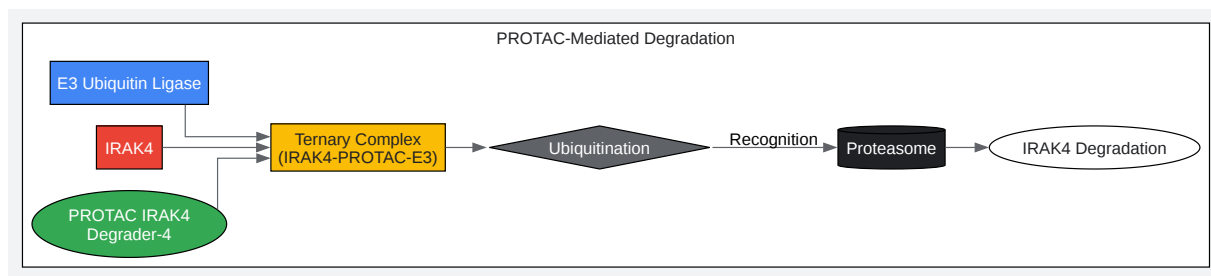 PROTAC-Mediated Degradation
E3 Ubiquitin Ligase
IRAK4
PROTAC IRAK4
Degrader-4
Ternary Complex
(IRAK4-PROTAC-E3)
Ubiquitination
Recognition
Proteasome
IRAK4 Degradation